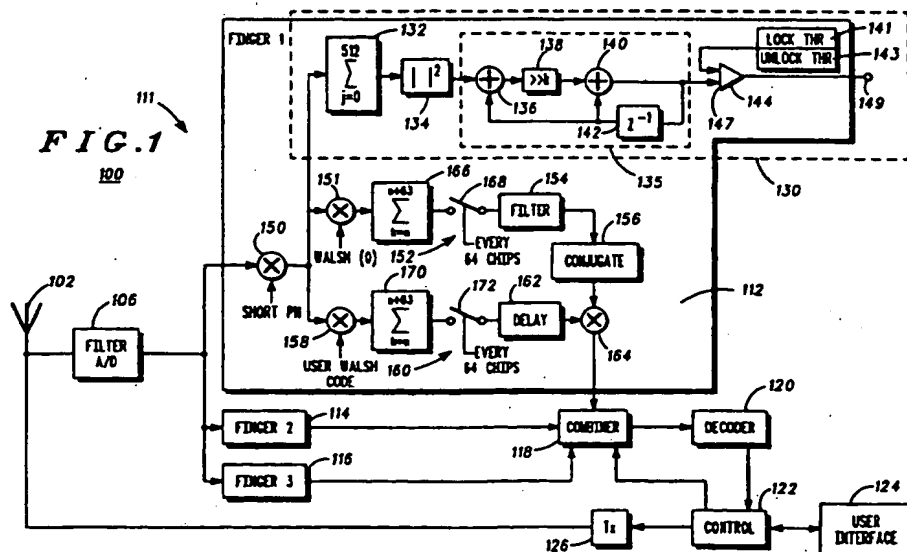 FINGER 1
132
512
∑
j=0
| |²
134
136
138
>>k
140
142
Z⁻¹
LOCK THR
141
UNLOCK THR
143
147
144
149
135
130
111
FIG.1
100
151
WALSH (0)
166
n+63
∑
k=n
168
152
EVERY
64 CHIPS
154
FILTER
156
CONJUGATE
150
SHORT PN
102
106
FILTER
A/D
158
USER WALSH
CODE
170
n+63
∑
k=n
172
160
EVERY
64 CHIPS
162
DELAY
164
112
FINGER 2
114
FINGER 3
116
COMBINER
118
120
DECODER
122
CONTROL
124
USER
INTERFACE
Tx
126